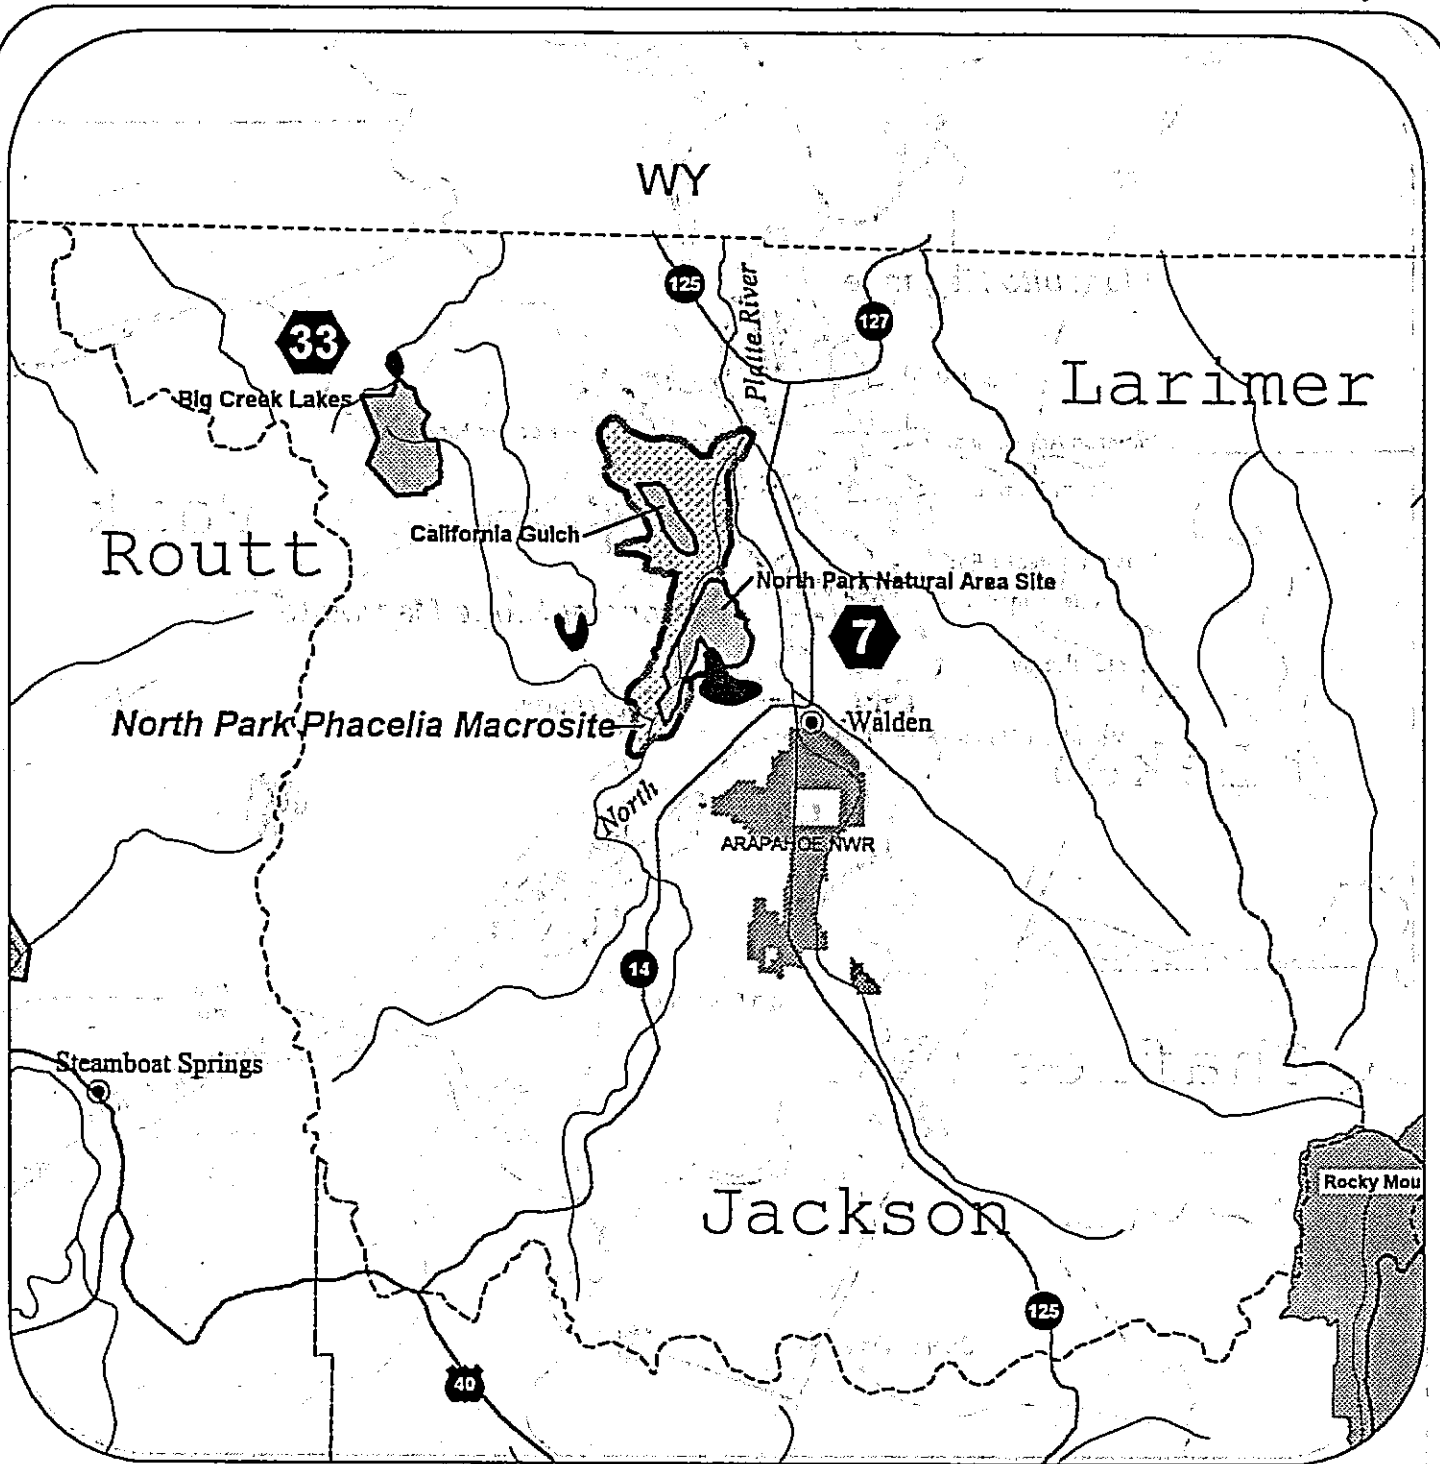 WY
125
Platte River
127
33
Larimer
Big Creek Lakes
California Gulch
Routt
North Park Natural Area Site
7
North Park Phacelia Macrosite
Walden
North
ARAPAHOE NWR
14
Steamboat Springs
Rocky Mou
Jackson
125
40